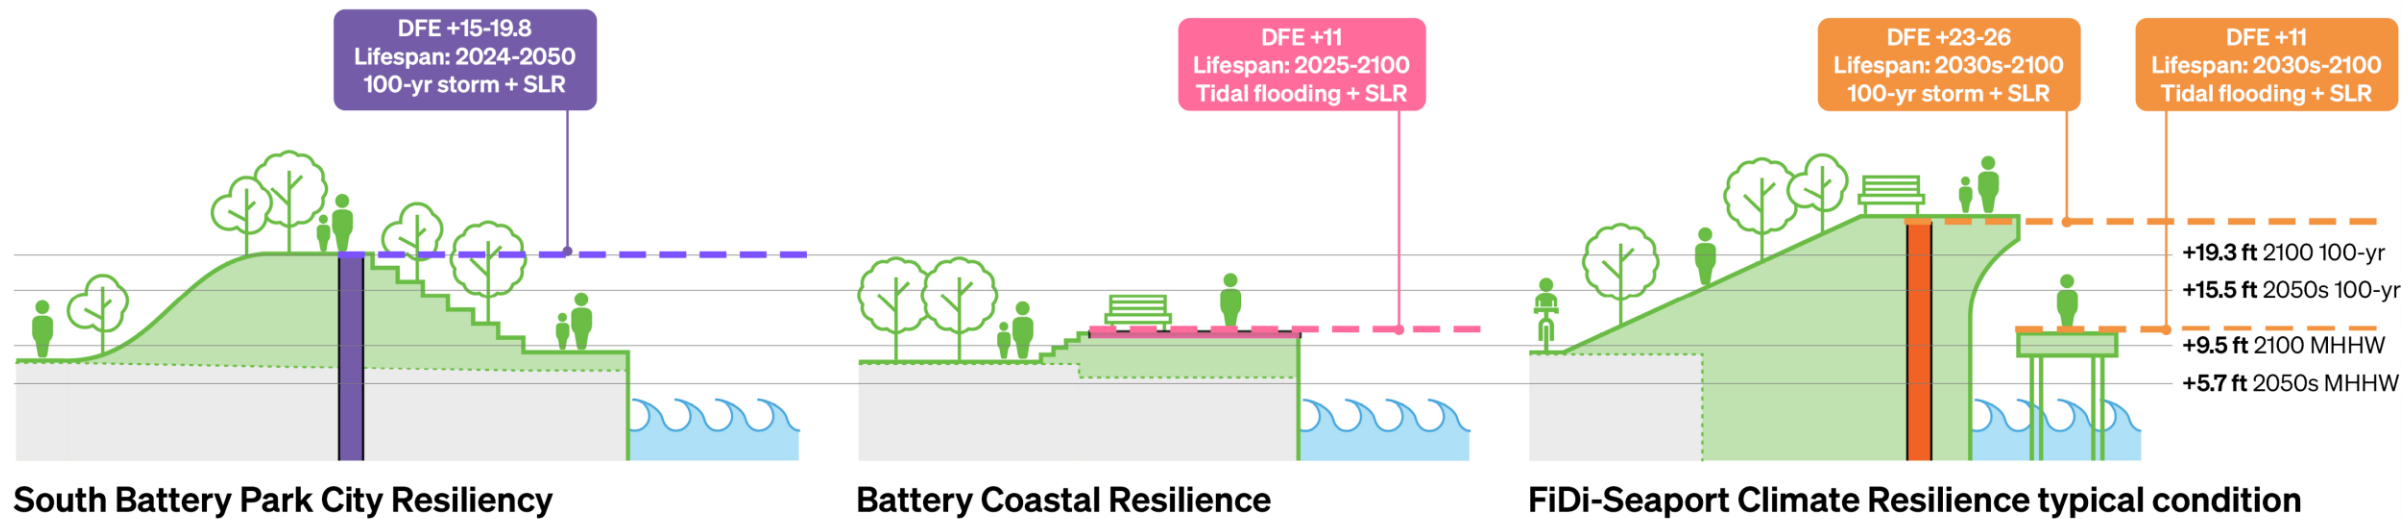 DFE +15-19.8
Lifespan: 2024-2050
100-yr storm + SLR
DFE +11
Lifespan: 2025-2100
Tidal flooding + SLR
DFE +23-26
Lifespan: 2030s-2100
100-yr storm + SLR
DFE +11
Lifespan: 2030s-2100
Tidal flooding + SLR
+19.3 ft 2100 100-yr
+15.5 ft 2050s 100-yr
+9.5 ft 2100 MHHW
+5.7 ft 2050s MHHW
South Battery Park City Resiliency
Battery Coastal Resilience
FiDi-Seaport Climate Resilience typical condition